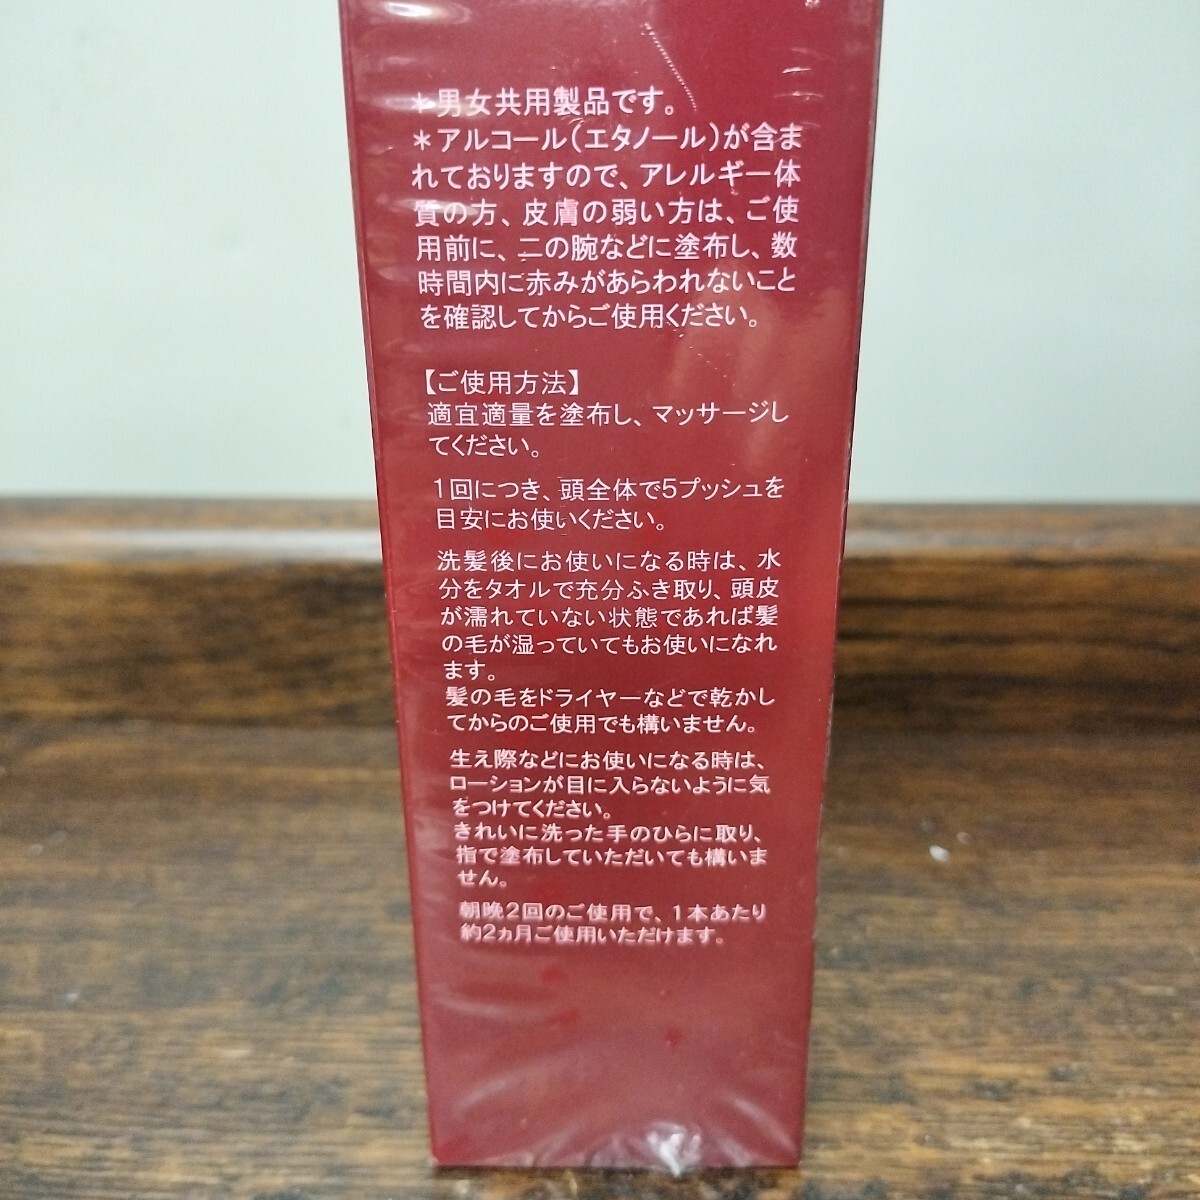 ＊男女共用製品です。
＊アルコール（エタノール）が含ま
れておりますので、アレルギー体
質の方、皮膚の弱い方は、ご使
用前に、二の腕などに塗布し、数
時間内に赤みがあらわれないこと
を確認してからご使用ください。
【ご使用方法】
適宜適量を塗布し、マッサージし
てください。
1回につき、頭全体で5プッシュを
目安にお使いください。
洗髪後にお使いになる時は、水
分をタオルで充分ふき取り、頭皮
が濡れていない状態であれば髪
の毛が湿っていてもお使いになれ
ます。
髪の毛をドライヤーなどで乾かし
てからのご使用でも構いません。
生え際などにお使いになる時は、
ローションが目に入らないように気
をつけてください。
きれいに洗った手のひらに取り、
指で塗布していただいても構いま
せん。
朝晩2回のご使用で、1本あたり
約2ヵ月ご使用いただけます。